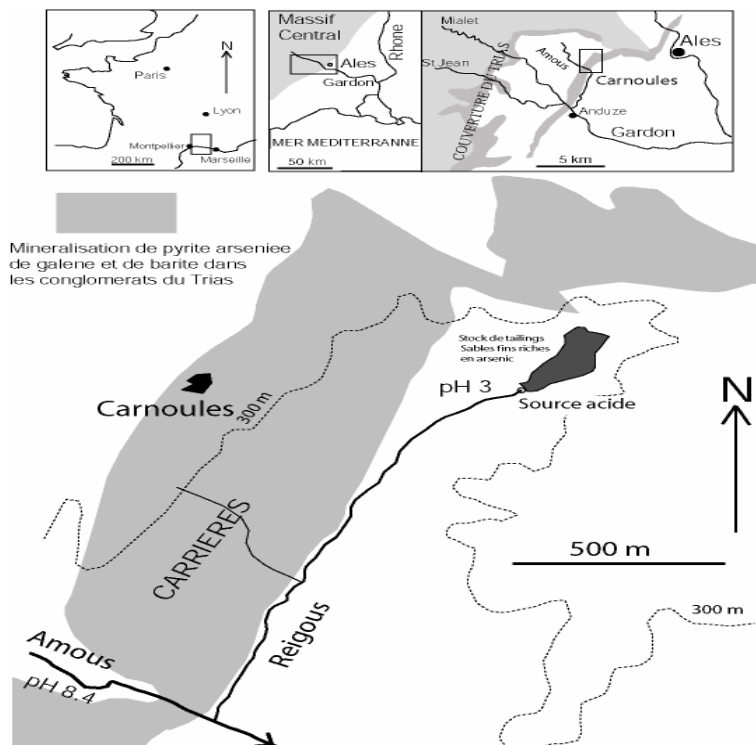 N
Paris
Lyon
Montpellier
Marseille
200 km
Massif
Central
Rhone
Ales
Gardon
MER MEDITERRANNE
50 km
Mialet
St Jean
Amous
Ales
Carnoules
COUVERTURE DU TRIAS
Anduze
Gardon
5 km
Mineralisation de pyrite arseniee
de galene et de barite dans
les conglomerats du Trias
Stock de tailings
Sables fins riches
en arsenic
pH 3
Source acide
Carnoules
300 m
N
CARRIERES
500 m
Reigous
300 m
Amous
pH 8.4